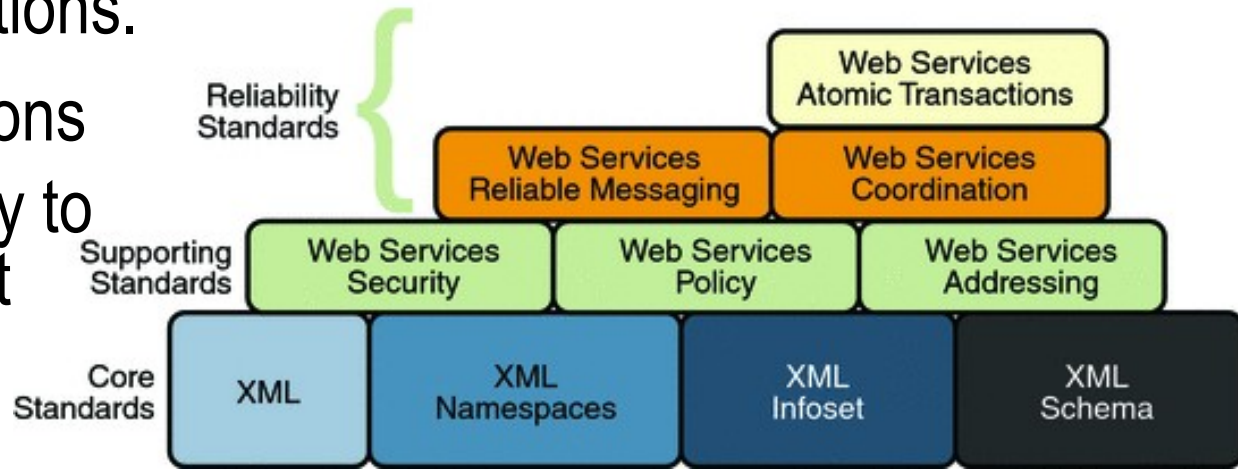 tions.
ons
y to
t
Reliability
Standards
Web Services
Atomic Transactions
Web Services
Reliable Messaging
Web Services
Coordination
Supporting
Standards
Web Services
Security
Web Services
Policy
Web Services
Addressing
Core
Standards
XML
XML
Namespaces
XML
Infoset
XML
Schema